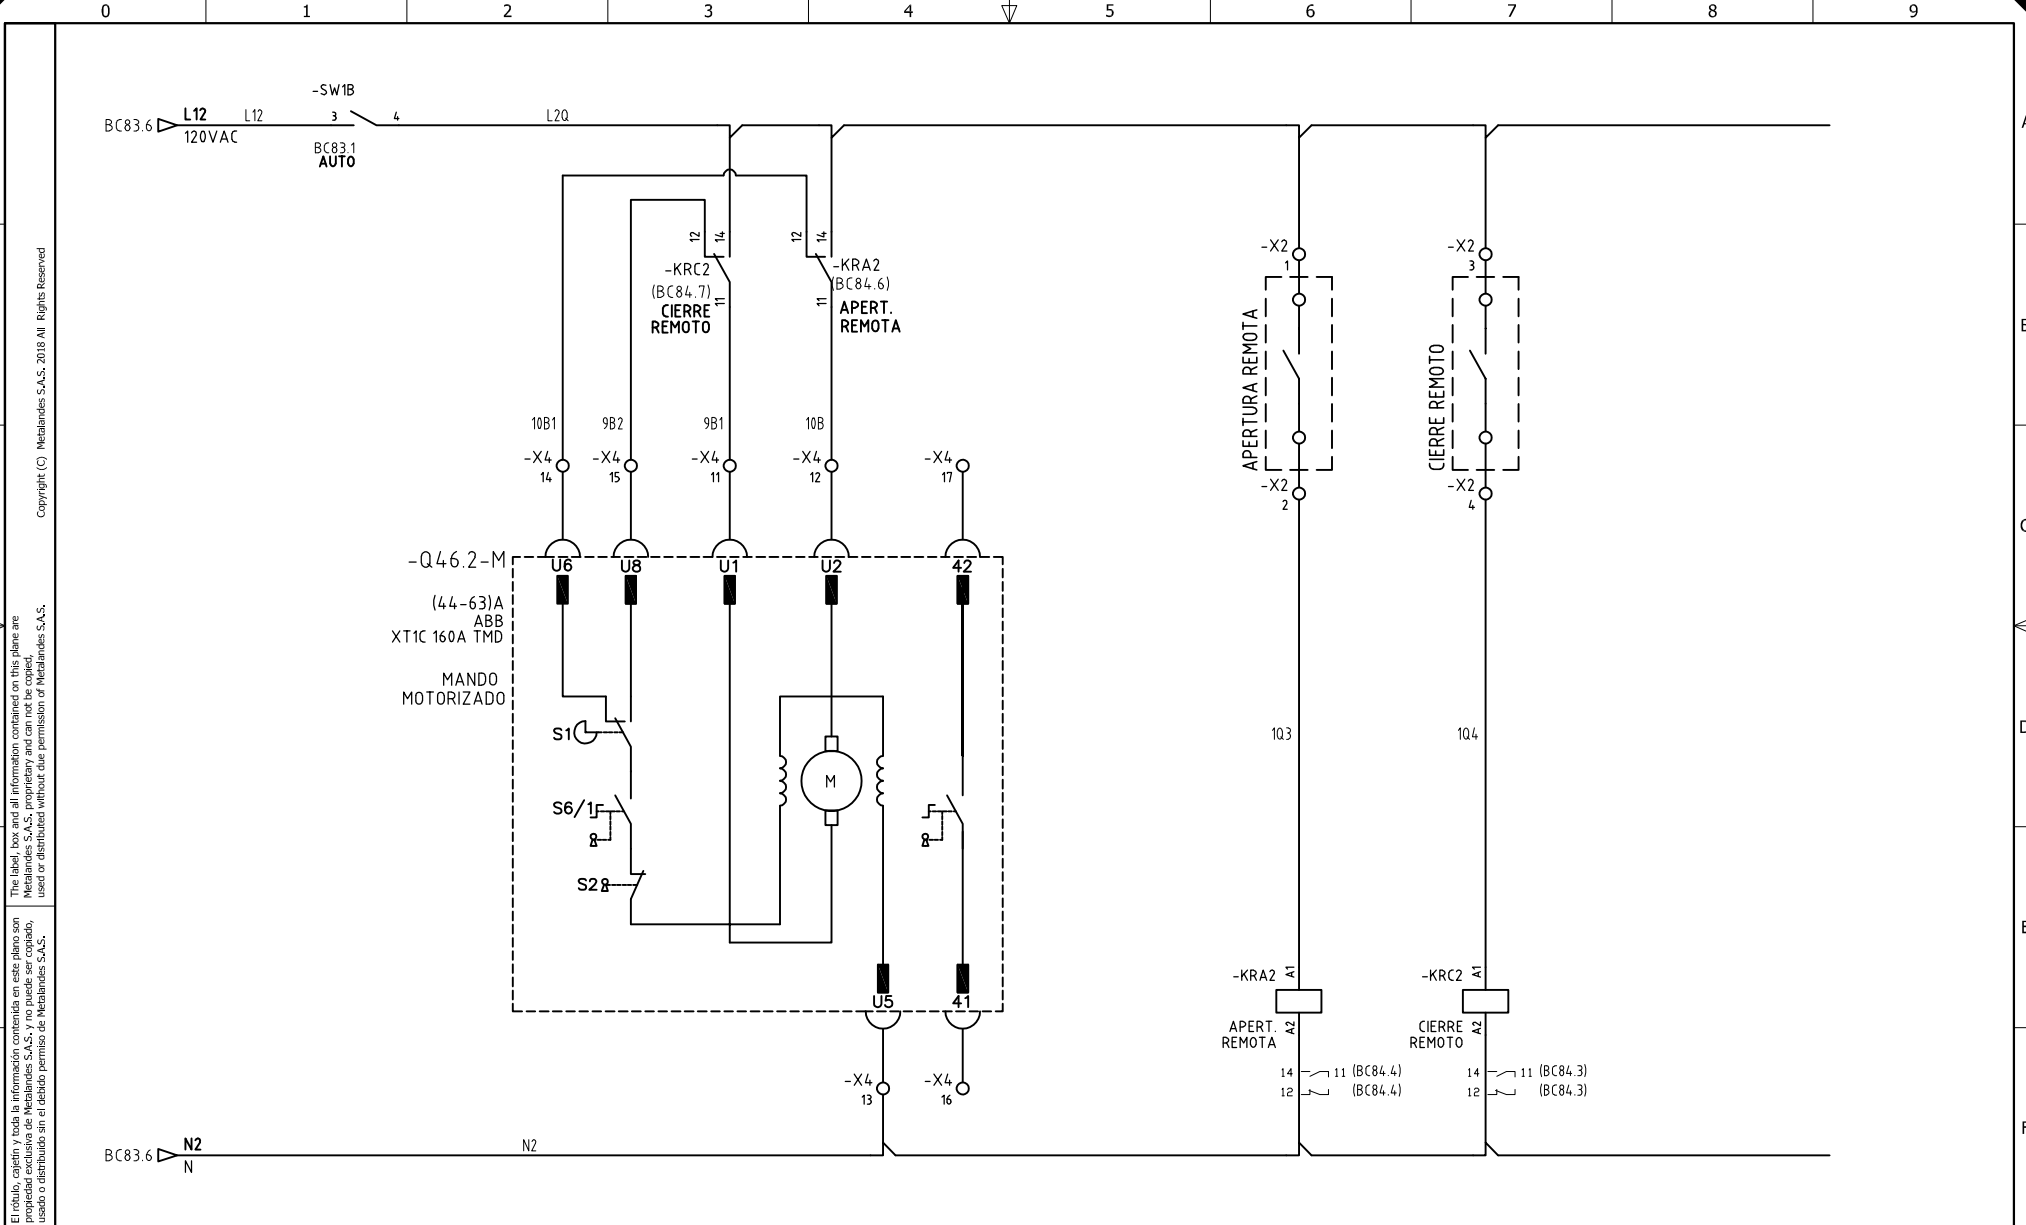 0 1 2 3 4 5 6 7 8 9
-SW1B
BC83.6 L12 L12 3 4 L2Q
120VAC
BC83.1
AUTO
12 14 12 14
-KRC2 -KRA2
(BC84.7) 11 (BC84.6) 11
CIERRE
REMOTO
APERT.
REMOTA
-X2 -X2
1 3
APERTURA REMOTA
CIERRE REMOTO
10B1 9B2 9B1 10B
-X4 -X4 -X4 -X4 -X4
14 15 11 12 17
-X2 -X2
2 4
-Q46.2-M U6 U8 U1 U2 42
(44-63)A
ABB
XT1C 160A TMD
MANDO
MOTORIZADO
S1
1Q3 1Q4
M
S6/1
S2
-KRA2 A1 -KRC2 A1
U5 41
APERT. A2
REMOTA
CIERRE A2
REMOTO
14 11 (BC84.4) 14 11 (BC84.3)
12 (BC84.4) 12 (BC84.3)
-X4 -X4
13 16
BC83.6 N2 N2
N
Copyright (C) Metalandes S.A.S. 2018 All Rights Reserved
The label, box and all information contained on this plane are
Metalandes S.A.S. proprietary and can not be copied,
used or distributed without due permission of Metalandes S.A.S.
El rótulo, cajetín y toda la información contenida en este plano son
propiedad exclusiva de Metalandes S.A.S. y no puede ser copiado,
usado o distribuido sin el debido permiso de Metalandes S.A.S.